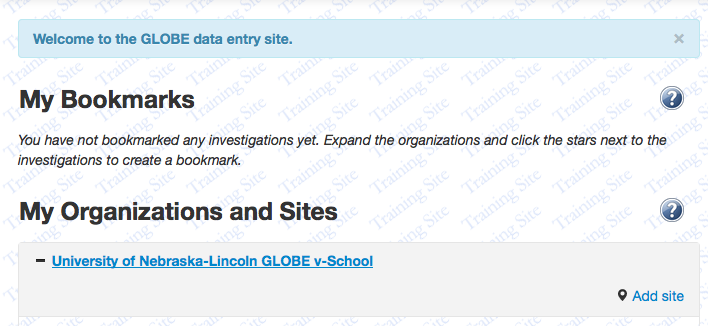 Welcome to the GLOBE data entry site. ×
My Bookmarks ?
You have not bookmarked any investigations yet. Expand the organizations and click the stars next to the
investigations to create a bookmark.
My Organizations and Sites ?
University of Nebraska-Lincoln GLOBE v-School
Add site
Training Site